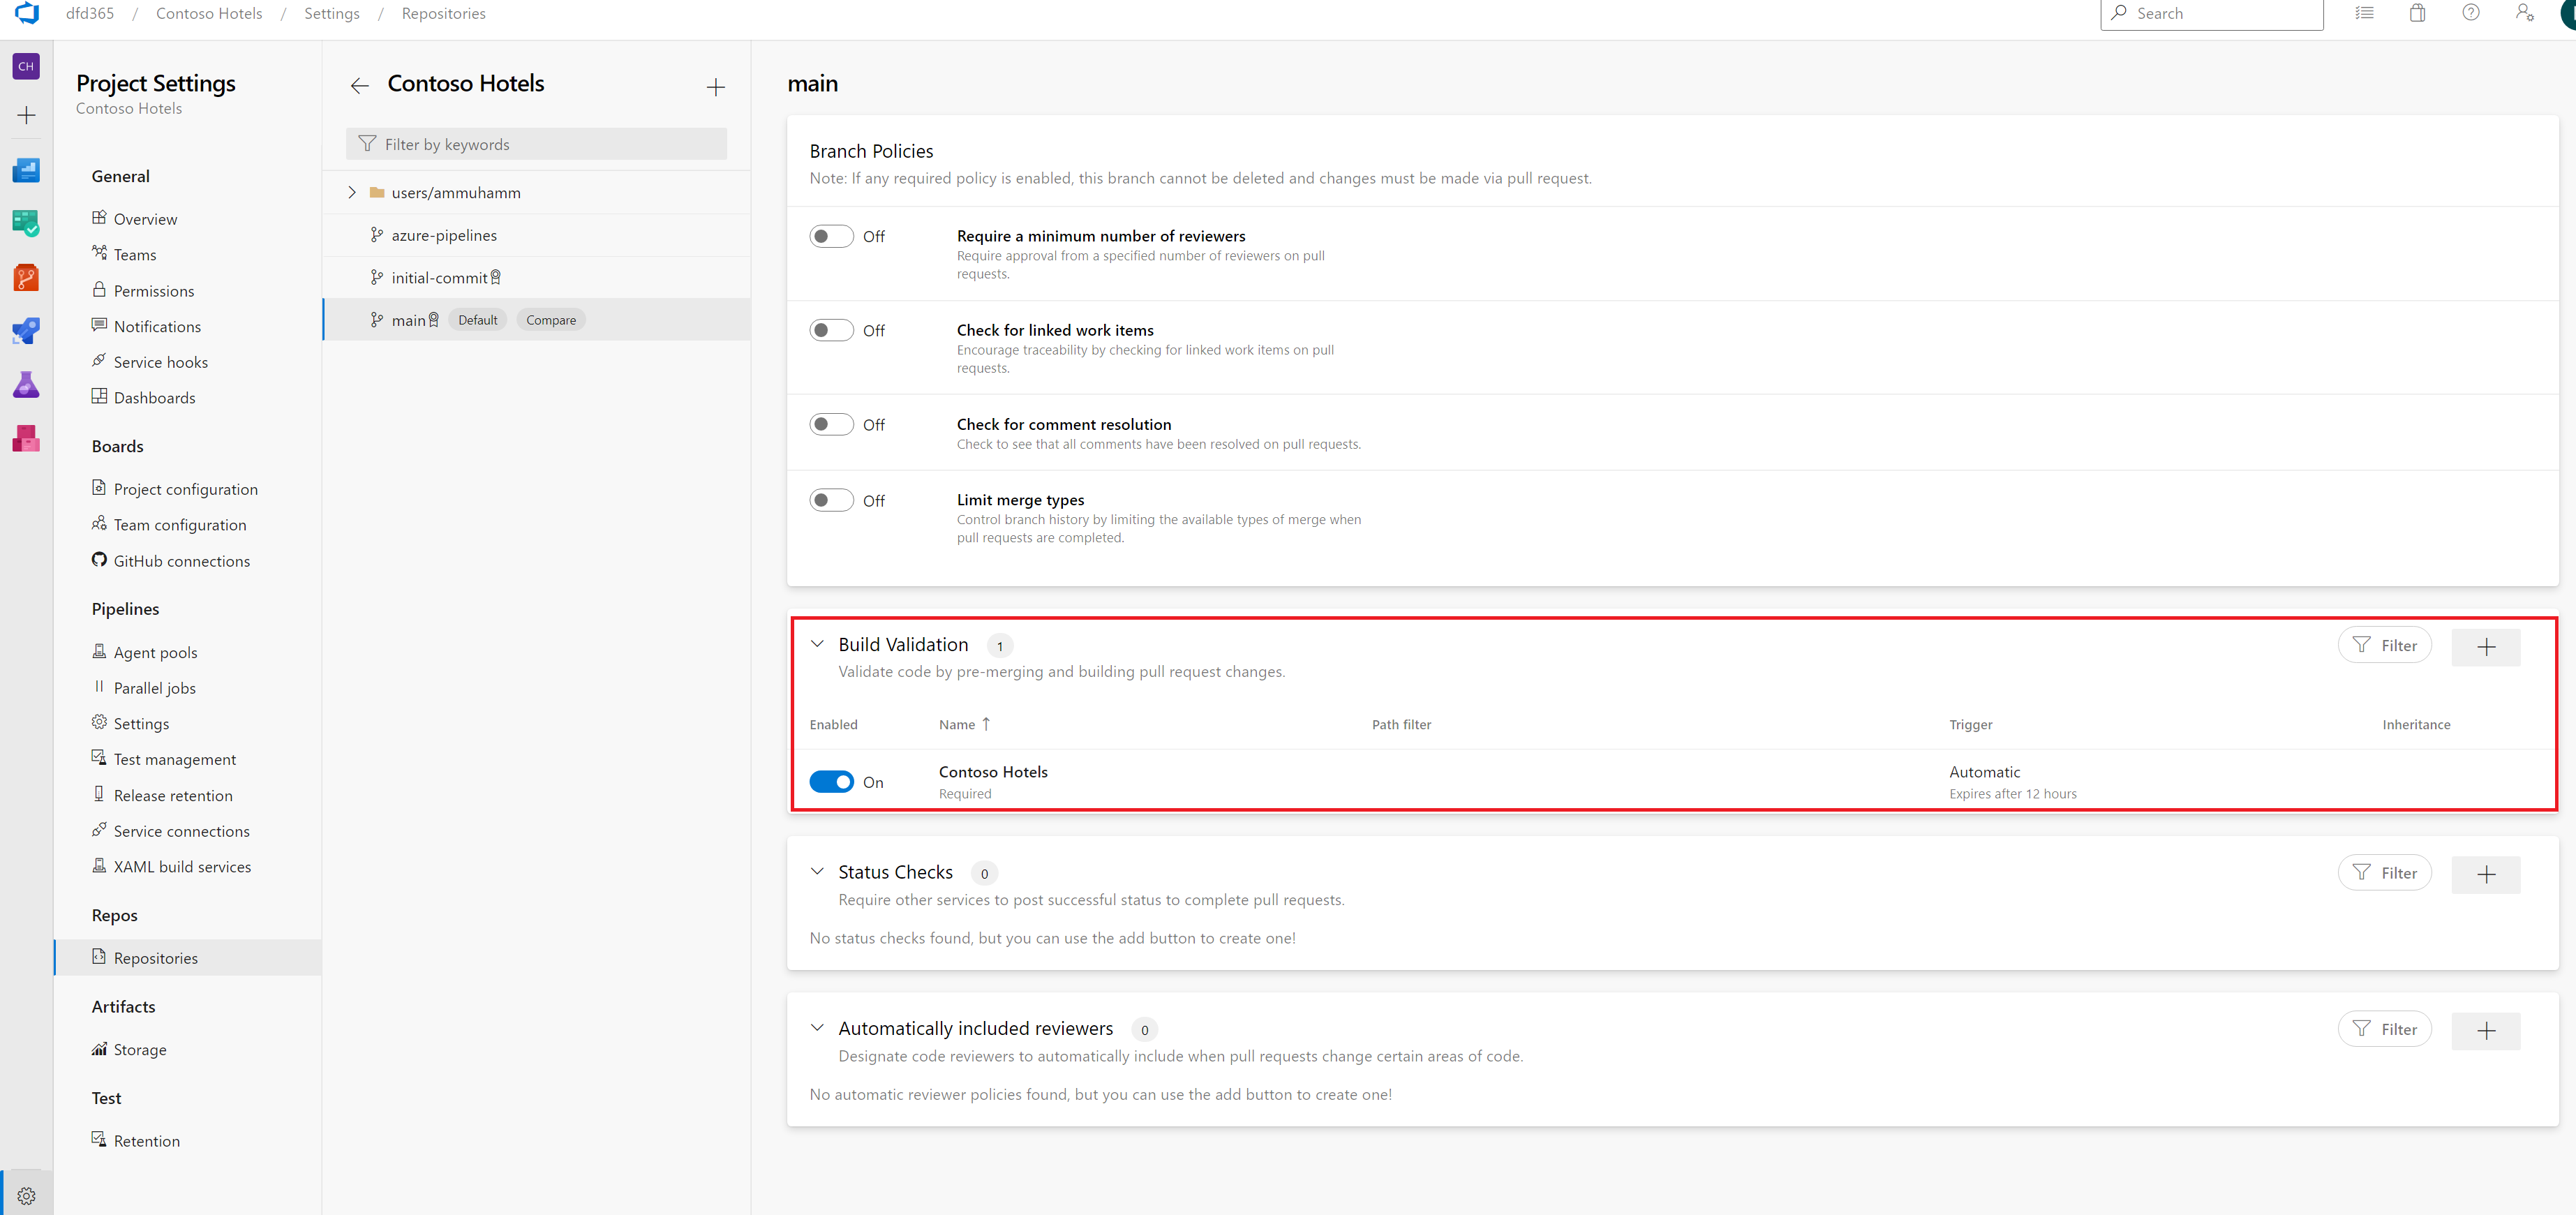 dfd365 / Contoso Hotels / Settings / Repositories
Search
CH
Project Settings
Contoso Hotels
General
Overview
Teams
Permissions
Notifications
Service hooks
Dashboards
Boards
Project configuration
Team configuration
GitHub connections
Pipelines
Agent pools
Parallel jobs
Settings
Test management
Release retention
Service connections
XAML build services
Repos
Repositories
Artifacts
Storage
Test
Retention
Contoso Hotels
Filter by keywords
users/ammuhamm
azure-pipelines
initial-commit
main Default Compare
main
Branch Policies
Note: If any required policy is enabled, this branch cannot be deleted and changes must be made via pull request.
Off Require a minimum number of reviewers
Require approval from a specified number of reviewers on pull
requests.
Off Check for linked work items
Encourage traceability by checking for linked work items on pull
requests.
Off Check for comment resolution
Check to see that all comments have been resolved on pull requests.
Off Limit merge types
Control branch history by limiting the available types of merge when
pull requests are completed.
Build Validation 1 Filter
Validate code by pre-merging and building pull request changes.
Enabled Name ↑ Path filter Trigger Inheritance
On Contoso Hotels Automatic
Required Expires after 12 hours
Status Checks 0 Filter
Require other services to post successful status to complete pull requests.
No status checks found, but you can use the add button to create one!
Automatically included reviewers 0 Filter
Designate code reviewers to automatically include when pull requests change certain areas of code.
No automatic reviewer policies found, but you can use the add button to create one!